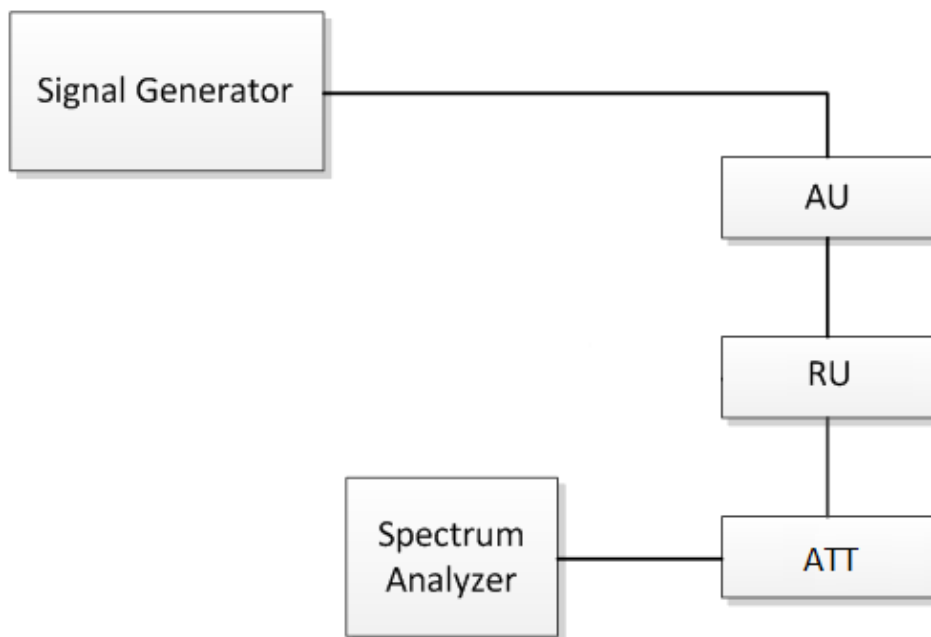 Signal Generator
AU
RU
Spectrum
Analyzer
ATT